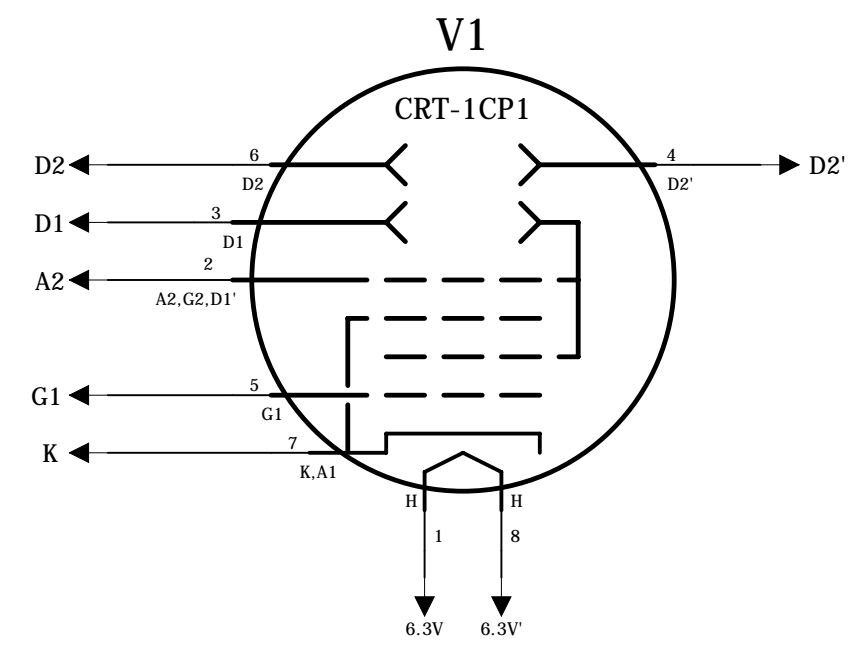 V1
CRT-1CP1
D2 6 D2
4 D2' D2'
D1 3 D1
A2 2 A2,G2,D1'
G1 5 G1
K 7 K,A1
H H
1 8
6.3V 6.3V'